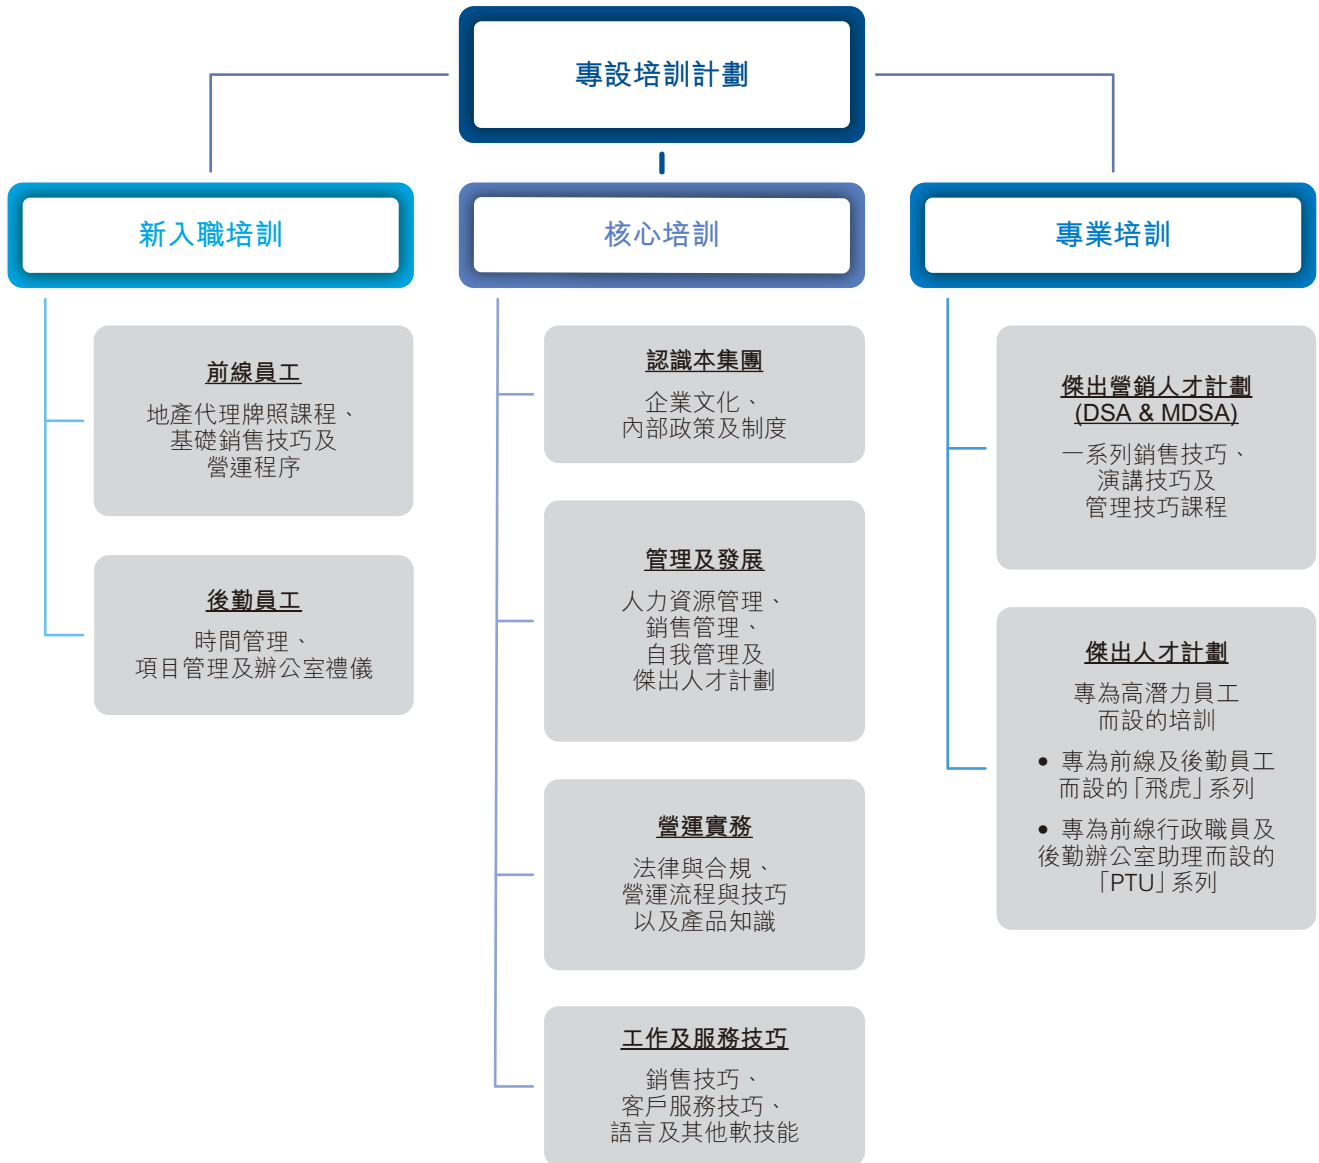 專設培訓計劃
新入職培訓
前線員工
地產代理牌照課程、
基礎銷售技巧及
營運程序
後勤員工
時間管理、
項目管理及辦公室禮儀
核心培訓
認識本集團
企業文化、
內部政策及制度
管理及發展
人力資源管理、
銷售管理、
自我管理及
傑出人才計劃
營運實務
法律與合規、
營運流程與技巧
以及產品知識
工作及服務技巧
銷售技巧、
客戶服務技巧、
語言及其他軟技能
專業培訓
傑出營銷人才計劃
(DSA & MDSA)
一系列銷售技巧、
演講技巧及
管理技巧課程
傑出人才計劃
專為高潛力員工
而設的培訓
• 專為前線及後勤員工
而設的「飛虎」系列
• 專為前線行政職員及
後勤辦公室助理而設的
「PTU」系列